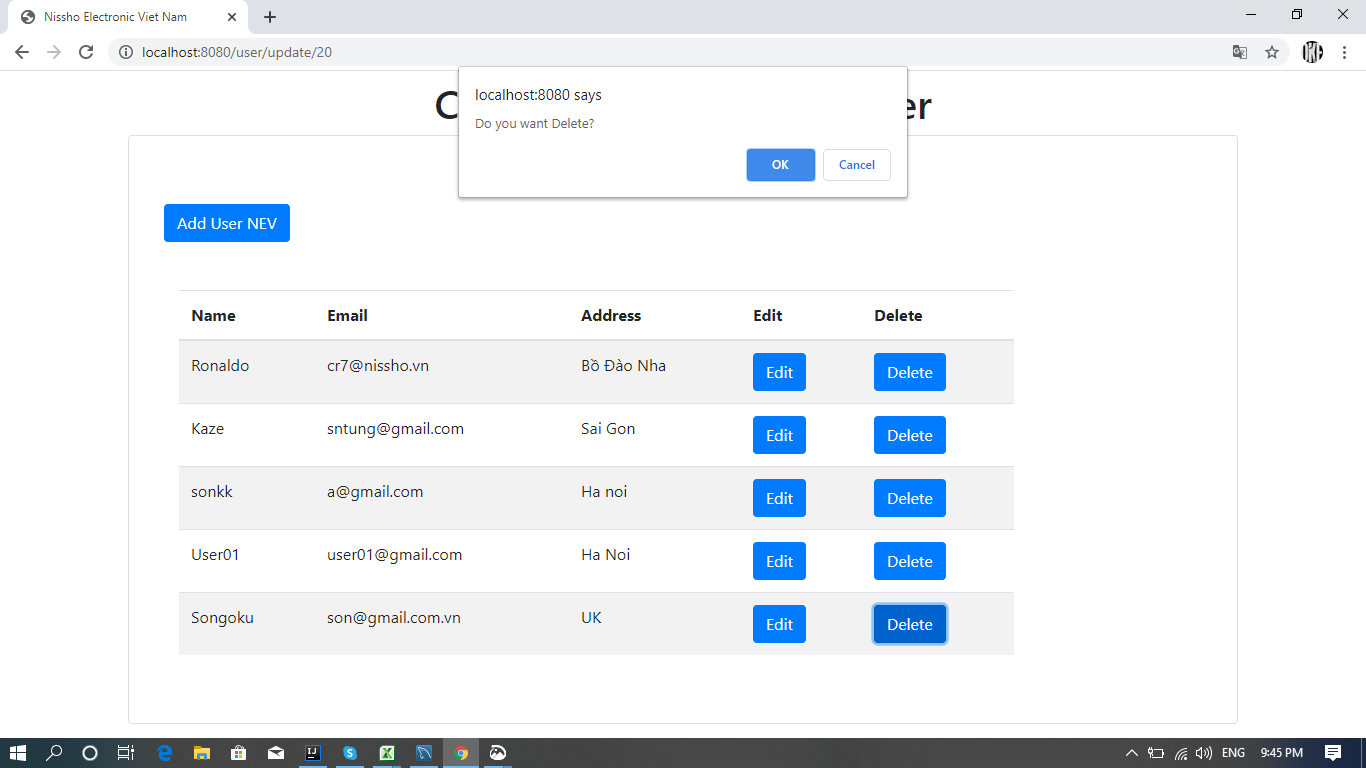 Nissho Electronic Viet Nam
localhost:8080/user/update/20
localhost:8080 says
Do you want Delete?
OK Cancel
Add User NEV
Name Email Address Edit Delete
Ronaldo cr7@nissho.vn Bồ Đào Nha Edit Delete
Kaze sntung@gmail.com Sai Gon Edit Delete
sonkk a@gmail.com Ha noi Edit Delete
User01 user01@gmail.com Ha Noi Edit Delete
Songoku son@gmail.com.vn UK Edit Delete
ENG 9:45 PM